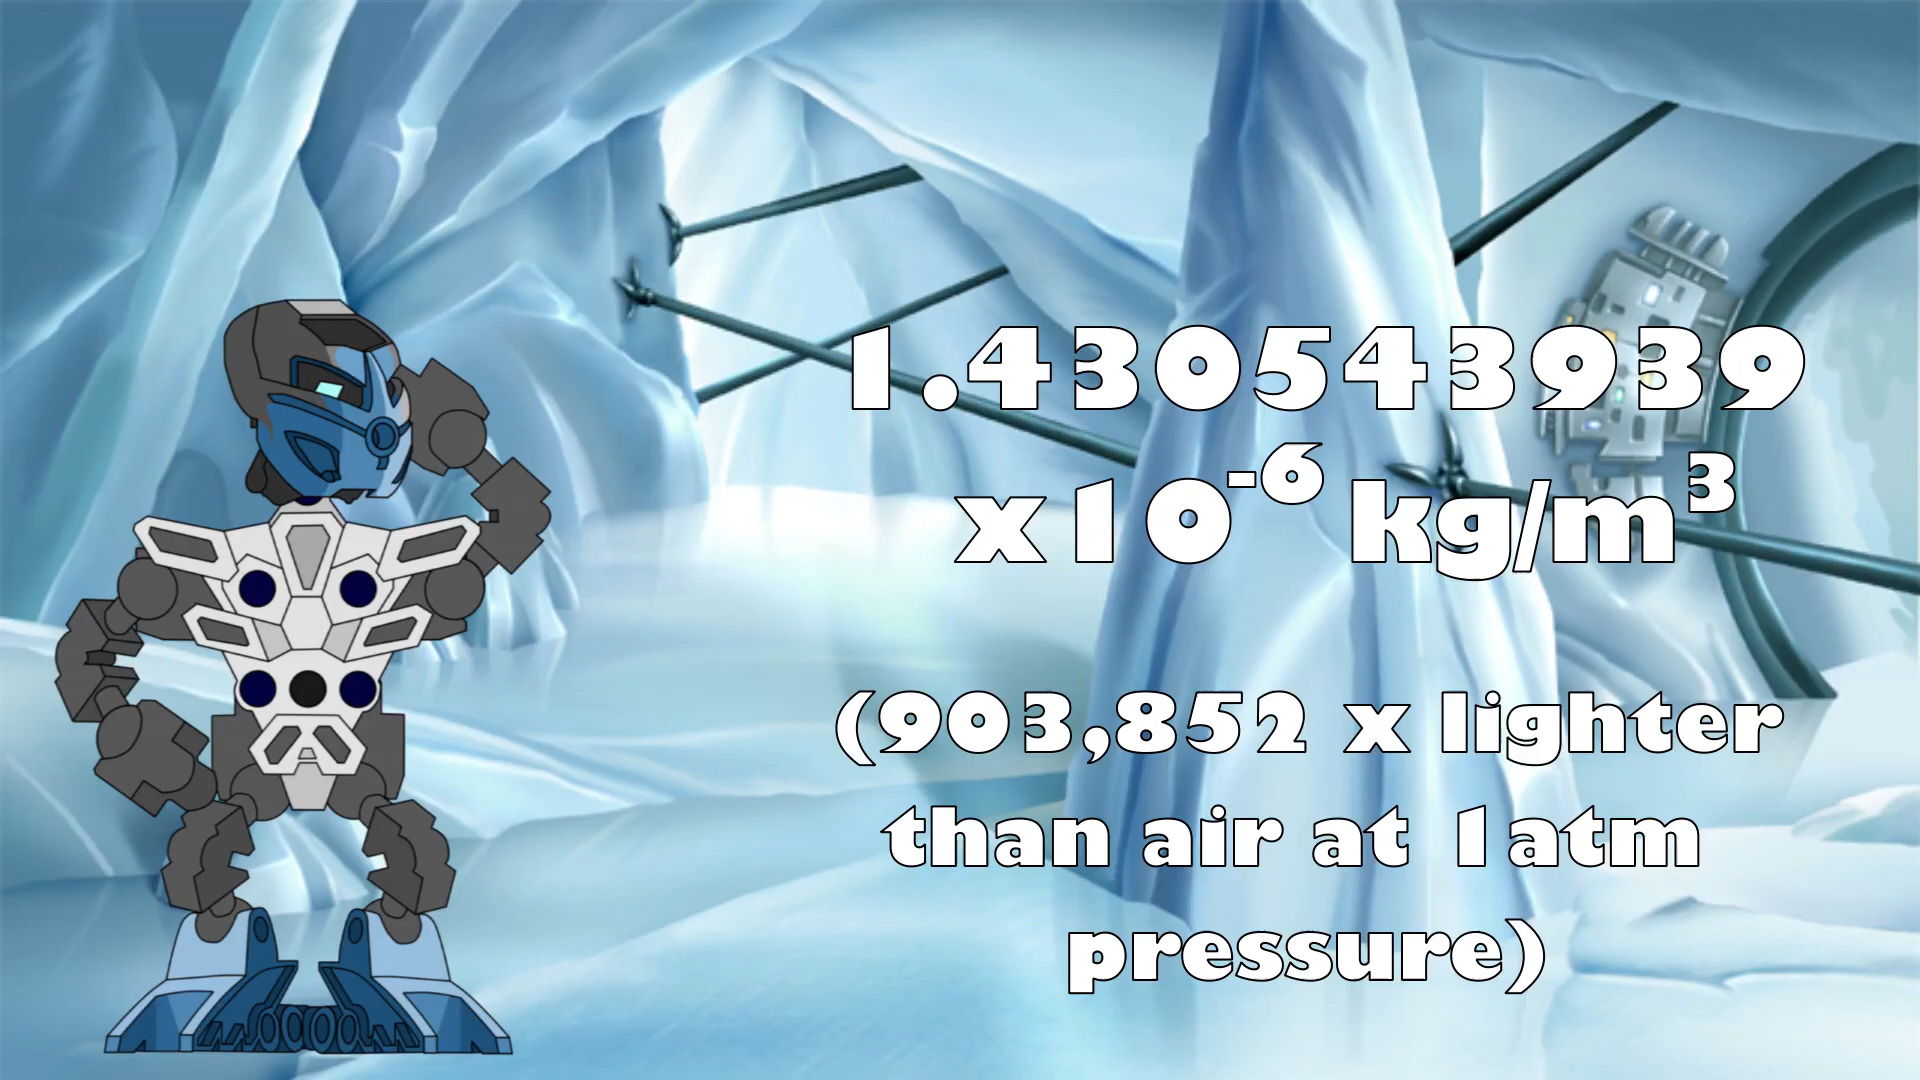 1.430543939
x10⁻⁶ kg/m³
(903,852 x lighter
than air at 1atm
pressure)